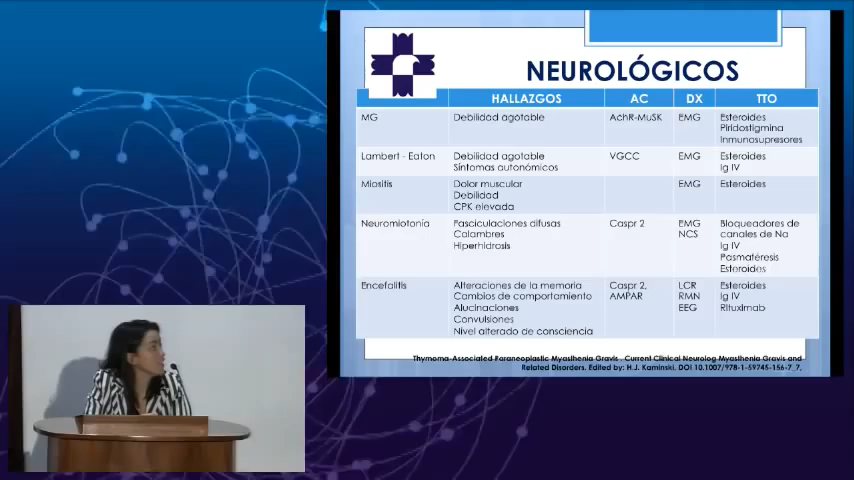 NEUROLÓGICOS
HALLAZGOS AC DX TTO
MG Debilidad agotable AchR-MuSK EMG Esteroides
Piridostigmina
Inmunosupresores
Lambert - Eaton Debilidad agotable VGCC EMG Esteroides
Síntomas autonómicos Ig IV
Miositis Dolor muscular EMG Esteroides
Debilidad
CPK elevada
Neuromiotonía Fasciculaciones difusas Caspr 2 EMG Bloqueadores de
Calambres NCS canales de Na
Hiperhidrosis Ig IV
Pasmaféresis
Esteroides
Encefalitis Alteraciones de la memoria Caspr 2, LCR Esteroides
Cambios de comportamiento AMPAR RMN Ig IV
Alucinaciones EEG Rituximab
Convulsiones
Nivel alterado de consciencia
Thymoma-Associated Paraneoplastic Myasthenia Gravis . Current Clinical Neurolog Myasthenia Gravis and
Related Disorders. Edited by: H.J. Kaminski. DOI 10.1007/978-1-59745-156-7_7,